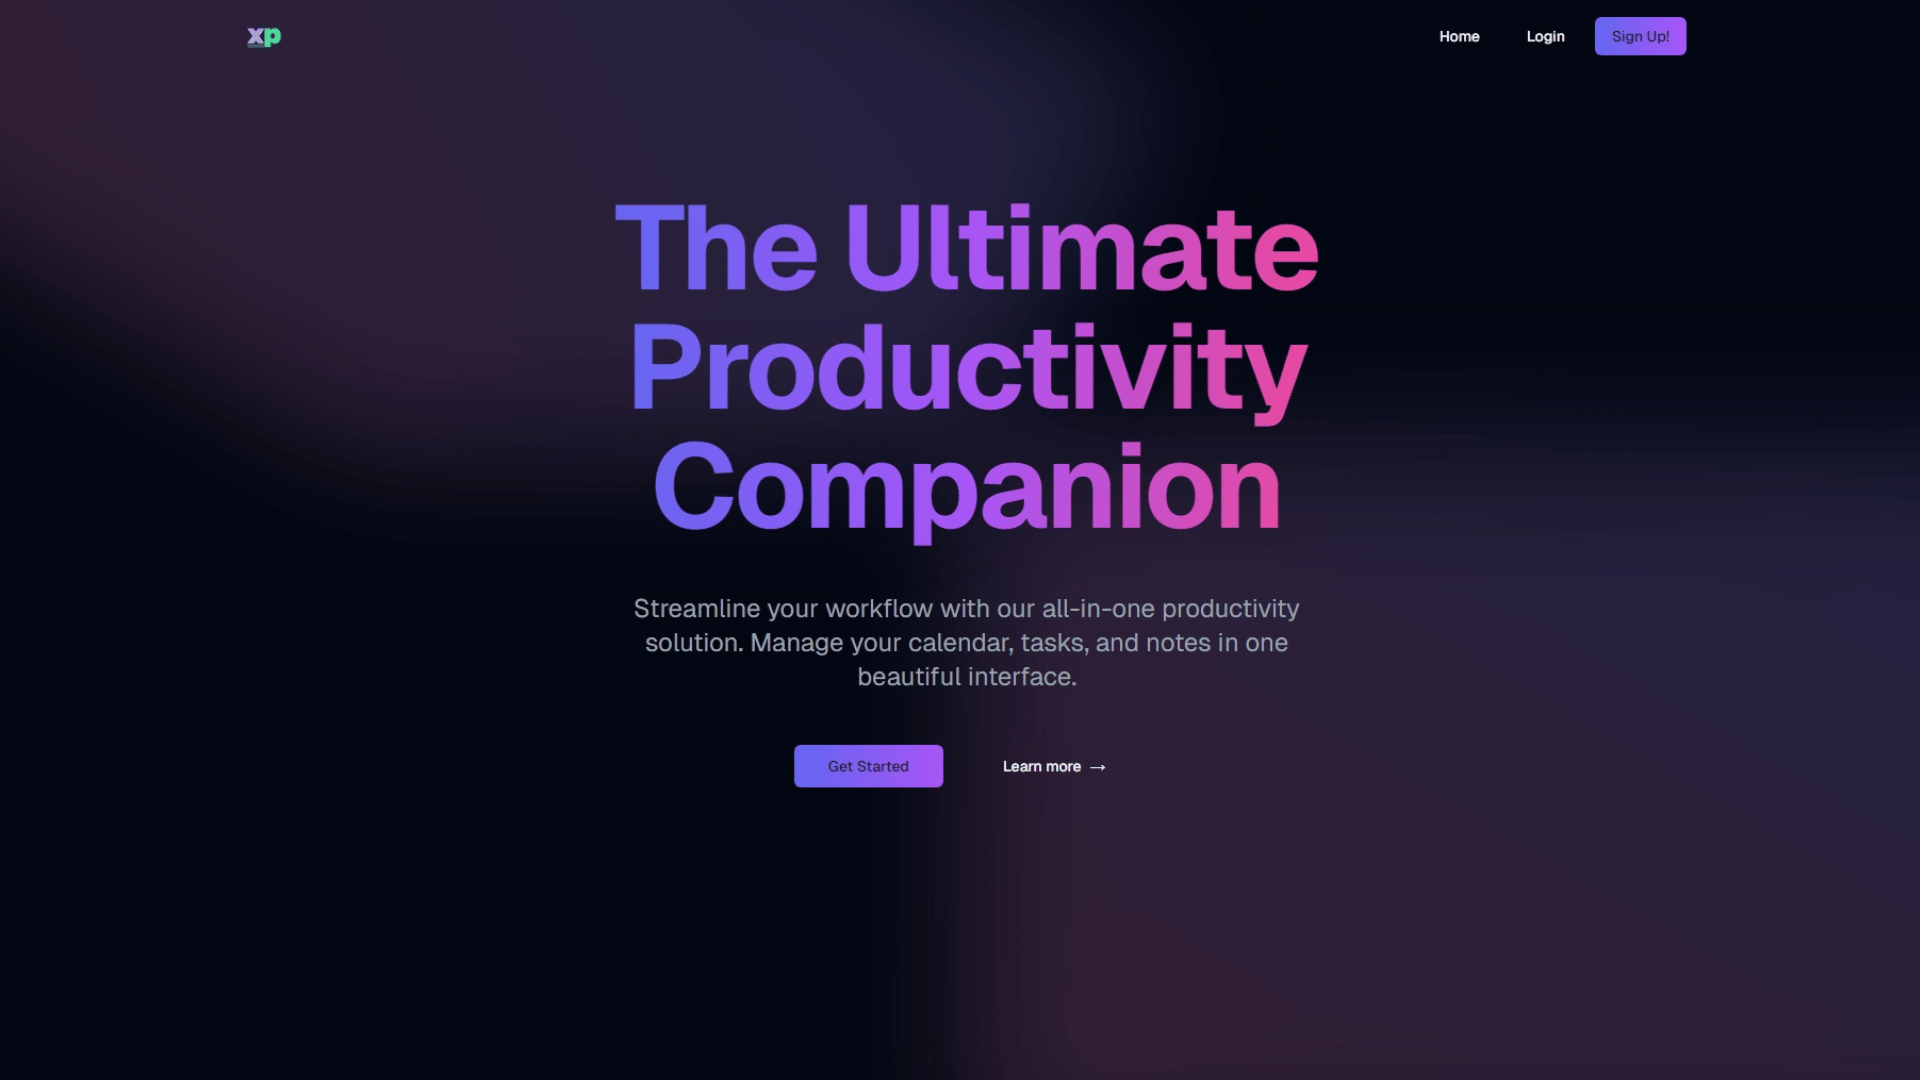 xp
Home
Login
Sign Up!
The Ultimate
Productivity
Companion
Streamline your workflow with our all-in-one productivity
solution. Manage your calendar, tasks, and notes in one
beautiful interface.
Get Started
Learn more →